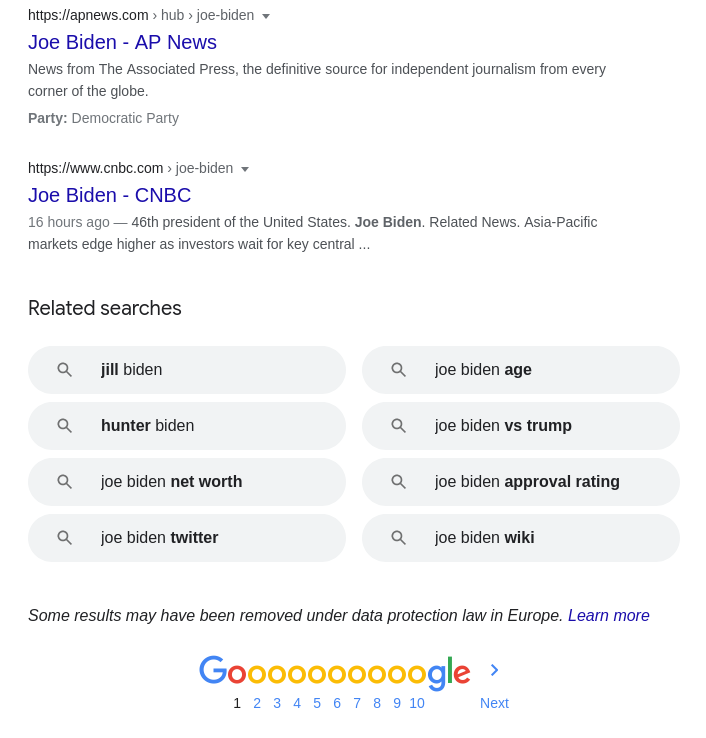 https://apnews.com › hub › joe-biden
Joe Biden - AP News
News from The Associated Press, the definitive source for independent journalism from every
corner of the globe.
Party: Democratic Party
https://www.cnbc.com › joe-biden
Joe Biden - CNBC
16 hours ago — 46th president of the United States. Joe Biden. Related News. Asia-Pacific
markets edge higher as investors wait for key central ...
Related searches
jill biden
joe biden age
hunter biden
joe biden vs trump
joe biden net worth
joe biden approval rating
joe biden twitter
joe biden wiki
Some results may have been removed under data protection law in Europe. Learn more
Goooooooooogle
1 2 3 4 5 6 7 8 9 10 Next